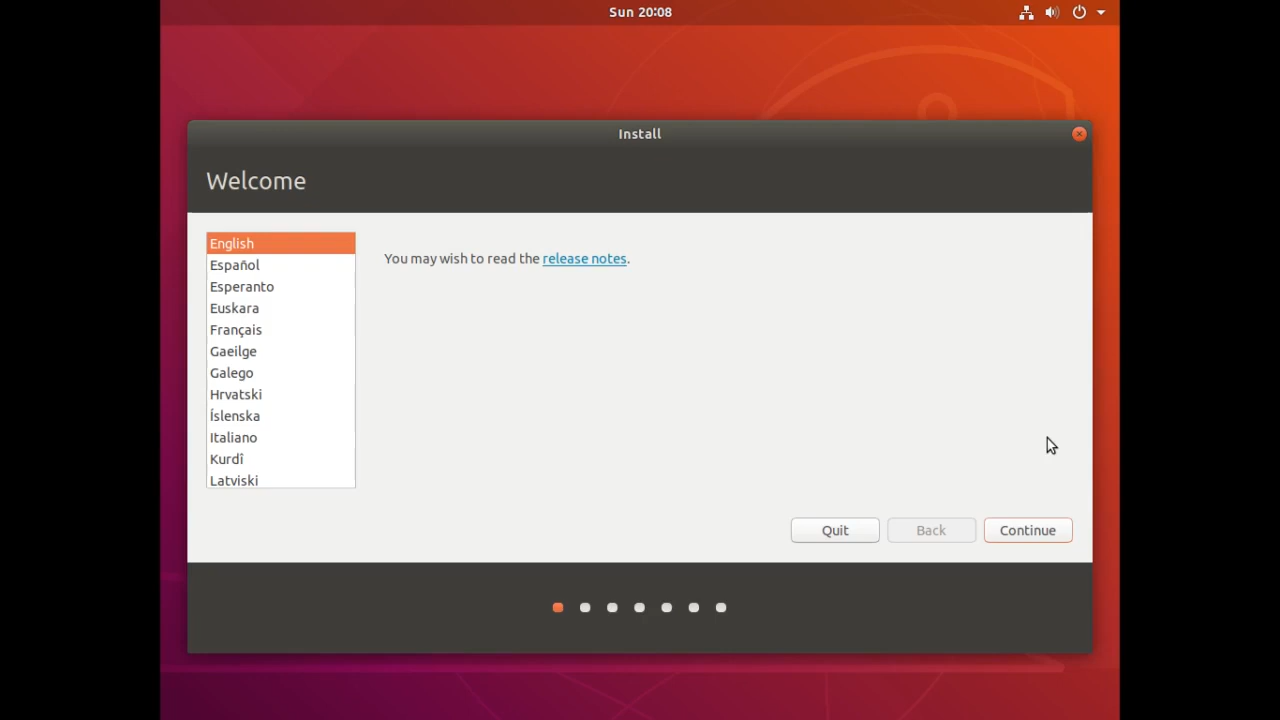 Sun 20:08
Install
Welcome
English
Español
Esperanto
Euskara
Français
Gaeilge
Galego
Hrvatski
Íslenska
Italiano
Kurdî
Latviski
You may wish to read the release notes.
Quit
Back
Continue